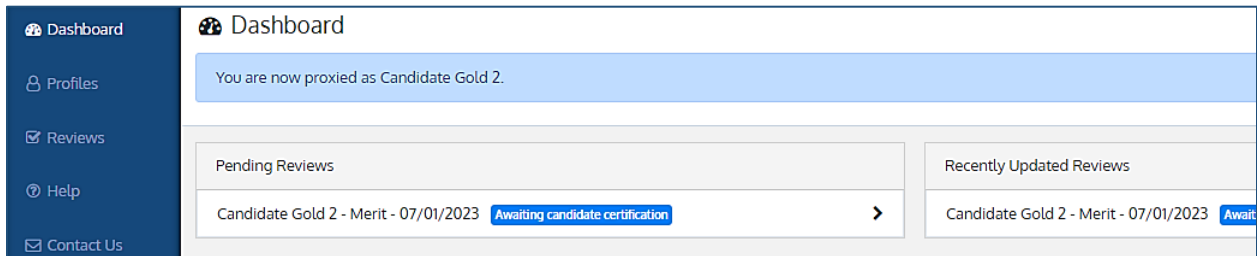 Dashboard
Profiles
Reviews
Help
Contact Us
Dashboard
You are now proxied as Candidate Gold 2.
Pending Reviews
Candidate Gold 2 - Merit - 07/01/2023 Awaiting candidate certification
Recently Updated Reviews
Candidate Gold 2 - Merit - 07/01/2023 Await